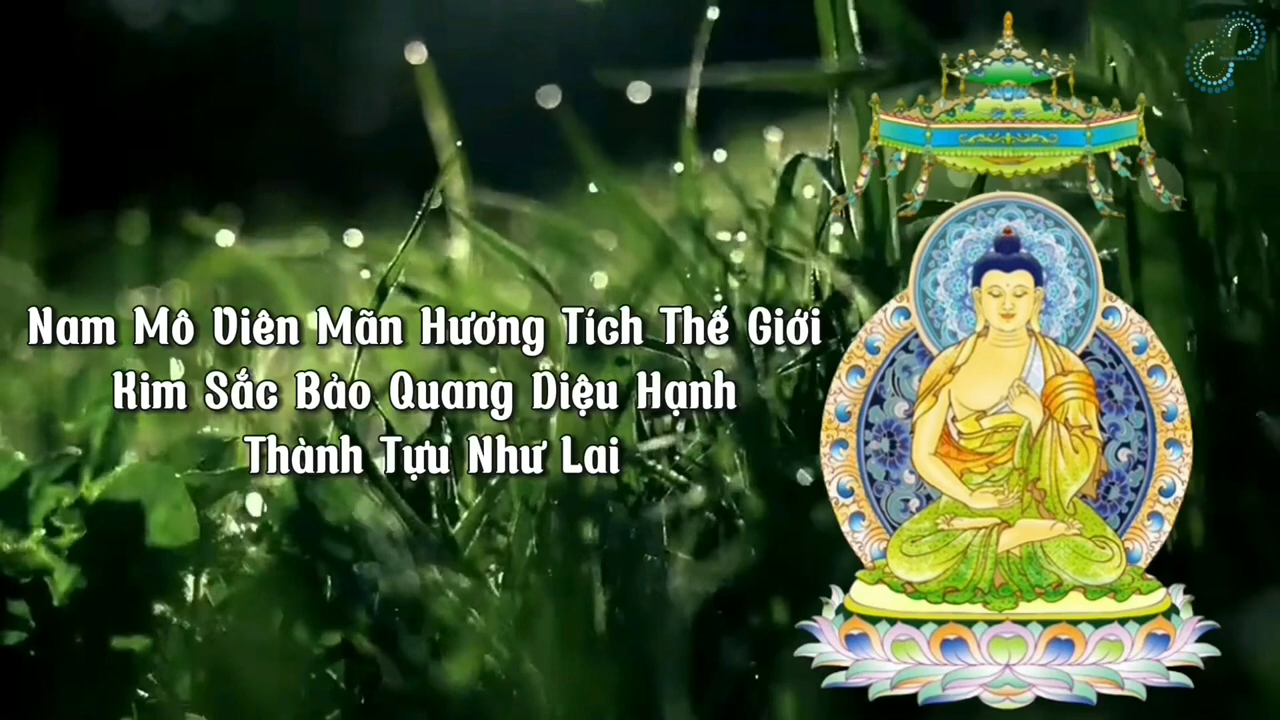 Nam Mô Viên Mãn Hương Tích Thế Giới
Kim Sắc Bảo Quang Diệu Hạnh
Thành Tựu Như Lai